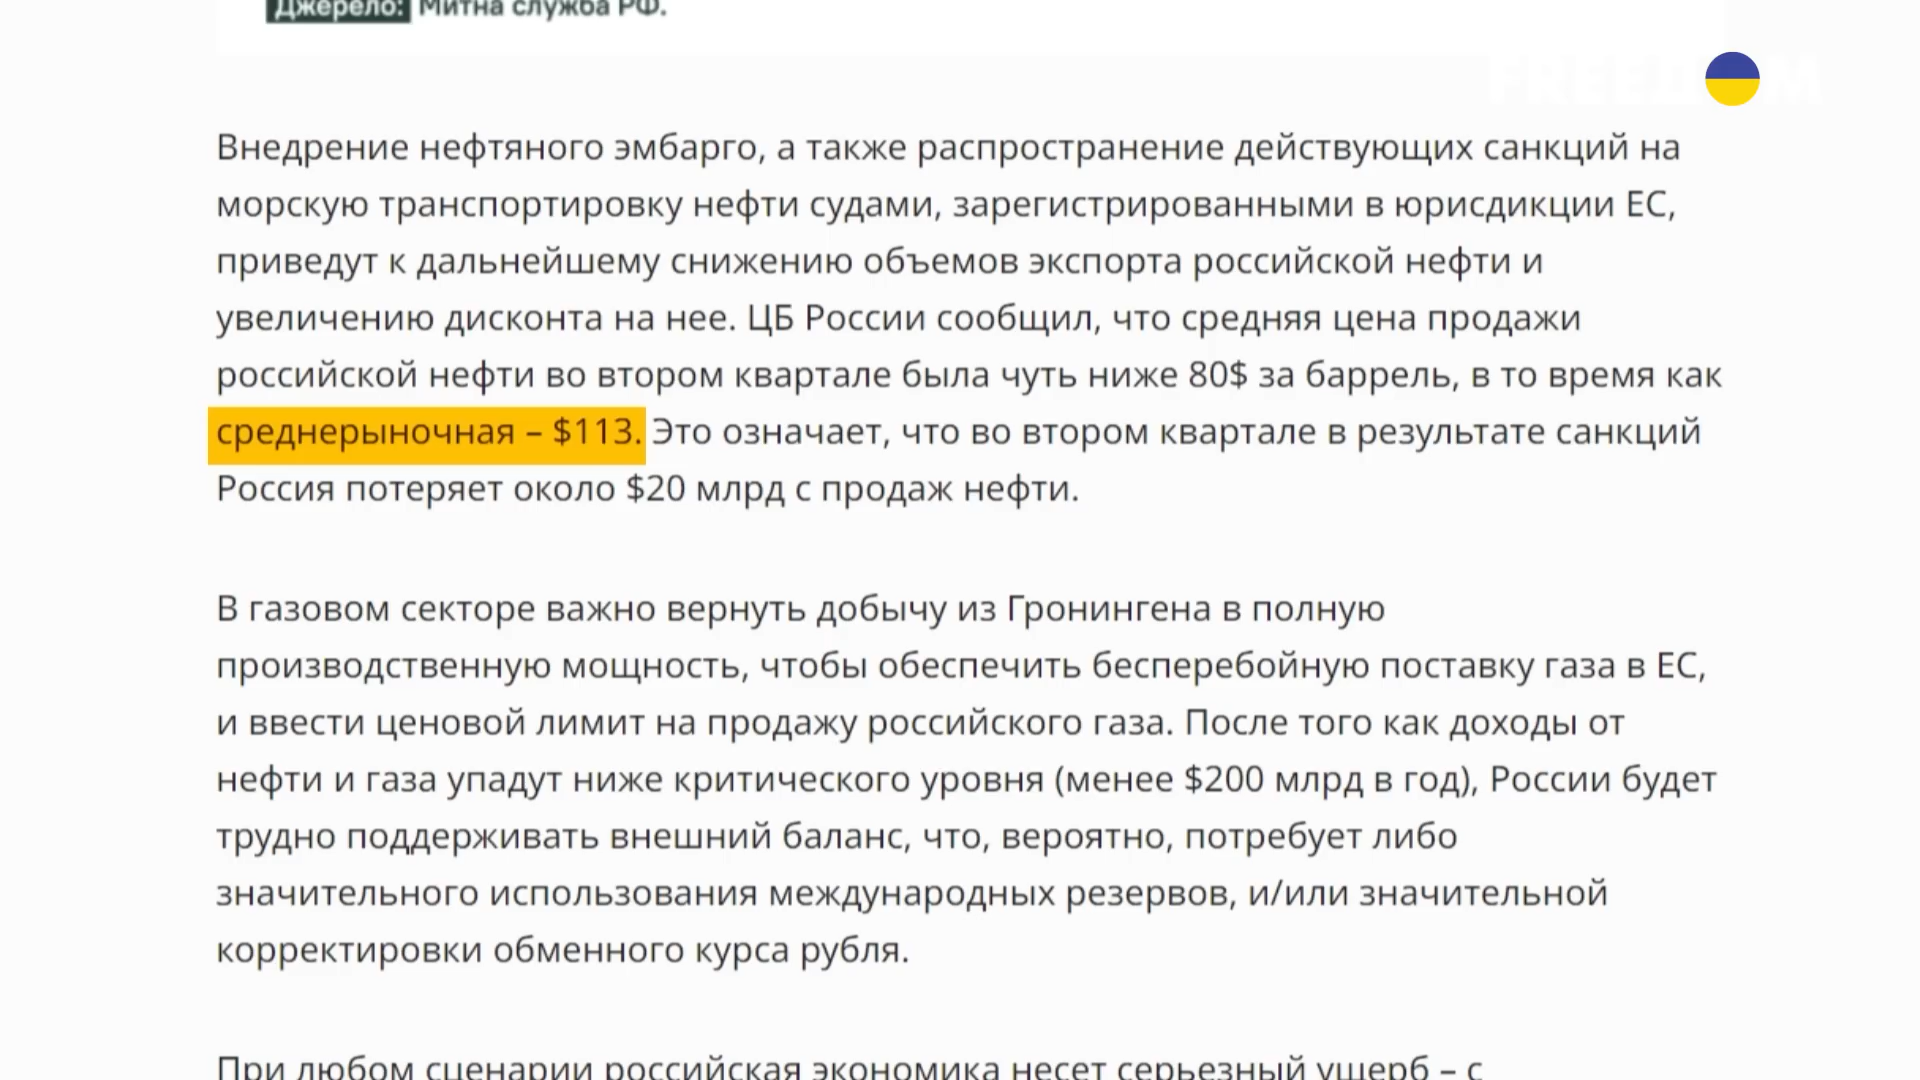 Джерело: Митна служба РФ.
FREEДОМ
Внедрение нефтяного эмбарго, а также распространение действующих санкций на
морскую транспортировку нефти судами, зарегистрированными в юрисдикции ЕС,
приведут к дальнейшему снижению объемов экспорта российской нефти и
увеличению дисконта на нее. ЦБ России сообщил, что средняя цена продажи
российской нефти во втором квартале была чуть ниже 80$ за баррель, в то время как
среднерыночная – $113. Это означает, что во втором квартале в результате санкций
Россия потеряет около $20 млрд с продаж нефти.
В газовом секторе важно вернуть добычу из Гронингена в полную
производственную мощность, чтобы обеспечить бесперебойную поставку газа в ЕС,
и ввести ценовой лимит на продажу российского газа. После того как доходы от
нефти и газа упадут ниже критического уровня (менее $200 млрд в год), России будет
трудно поддерживать внешний баланс, что, вероятно, потребует либо
значительного использования международных резервов, и/или значительной
корректировки обменного курса рубля.
При любом сценарии российская экономика несет серьезный ущерб – с